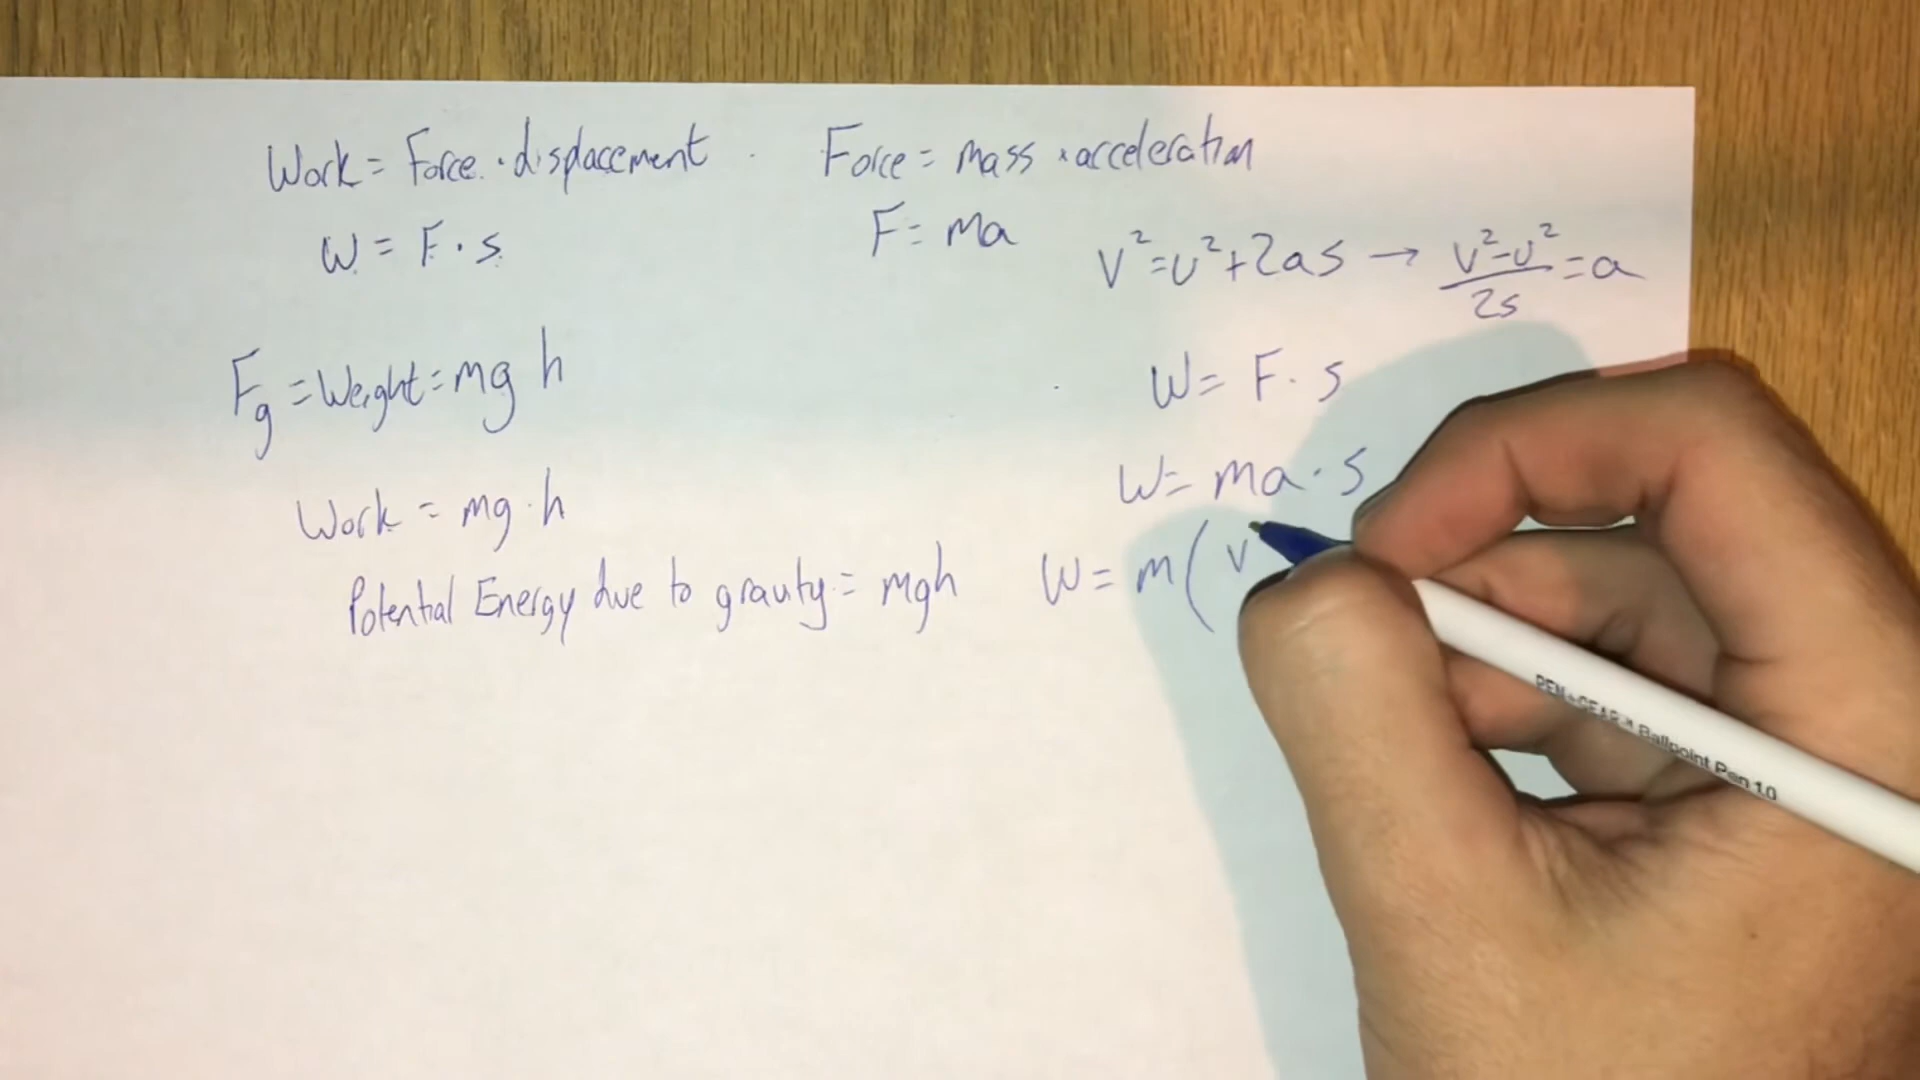 Work = Force · displacement
W = F · s
Fg = Weight = mg h
Work = mg · h
Potential Energy due to gravity = mgh
Force = mass × acceleration
F = ma
v² = u² + 2as → (v² - u²)/2s = a
W = F · s
W = ma · s
W = m ( v
PEN+GEAR™ Ballpoint Pen 1.0